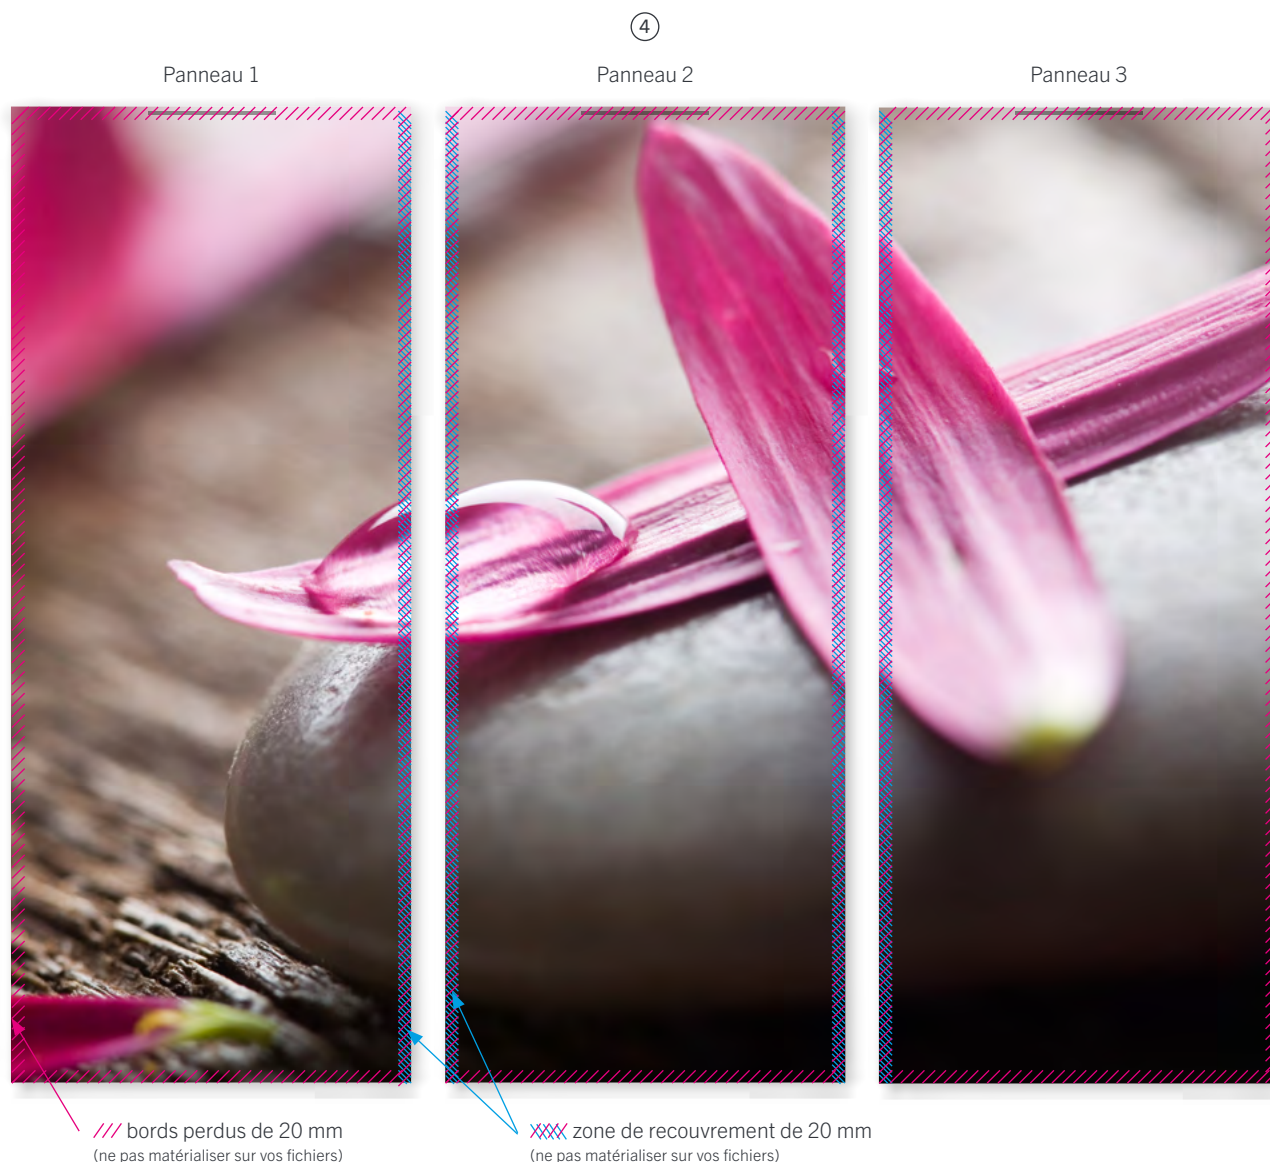 4
Panneau 1
Panneau 2
Panneau 3
bords perdus de 20 mm
(ne pas matérialiser sur vos fichiers)
zone de recouvrement de 20 mm
(ne pas matérialiser sur vos fichiers)